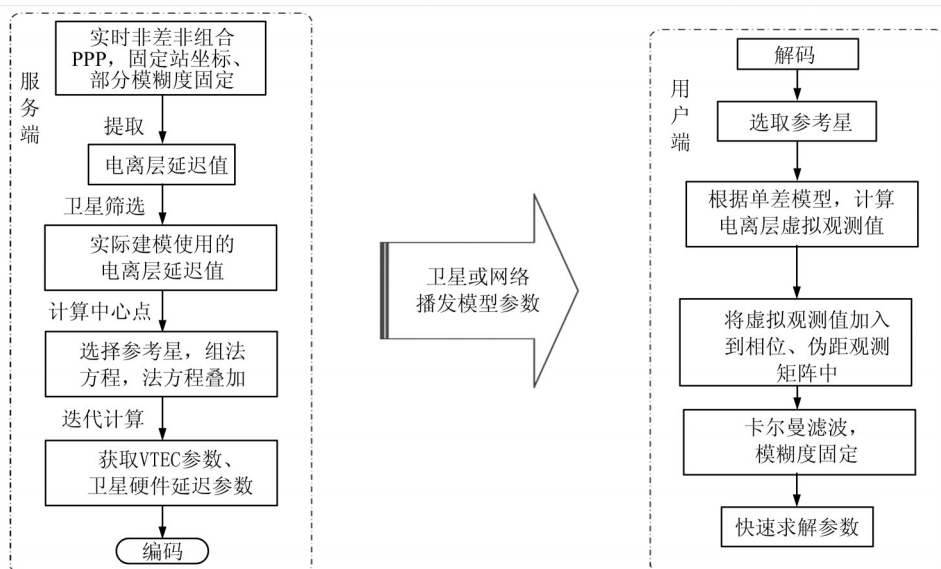 服
务
端
实时非差非组合
PPP，固定站坐标、
部分模糊度固定
提取
电离层延迟值
卫星筛选
实际建模使用的
电离层延迟值
计算中心点
选择参考星，组法
方程，法方程叠加
迭代计算
获取VTEC参数、
卫星硬件延迟参数
编码
卫星或网络
播发模型参数
用
户
端
解码
选取参考星
根据单差模型，计算
电离层虚拟观测值
将虚拟观测值加入
到相位、伪距观测
矩阵中
卡尔曼滤波，
模糊度固定
快速求解参数